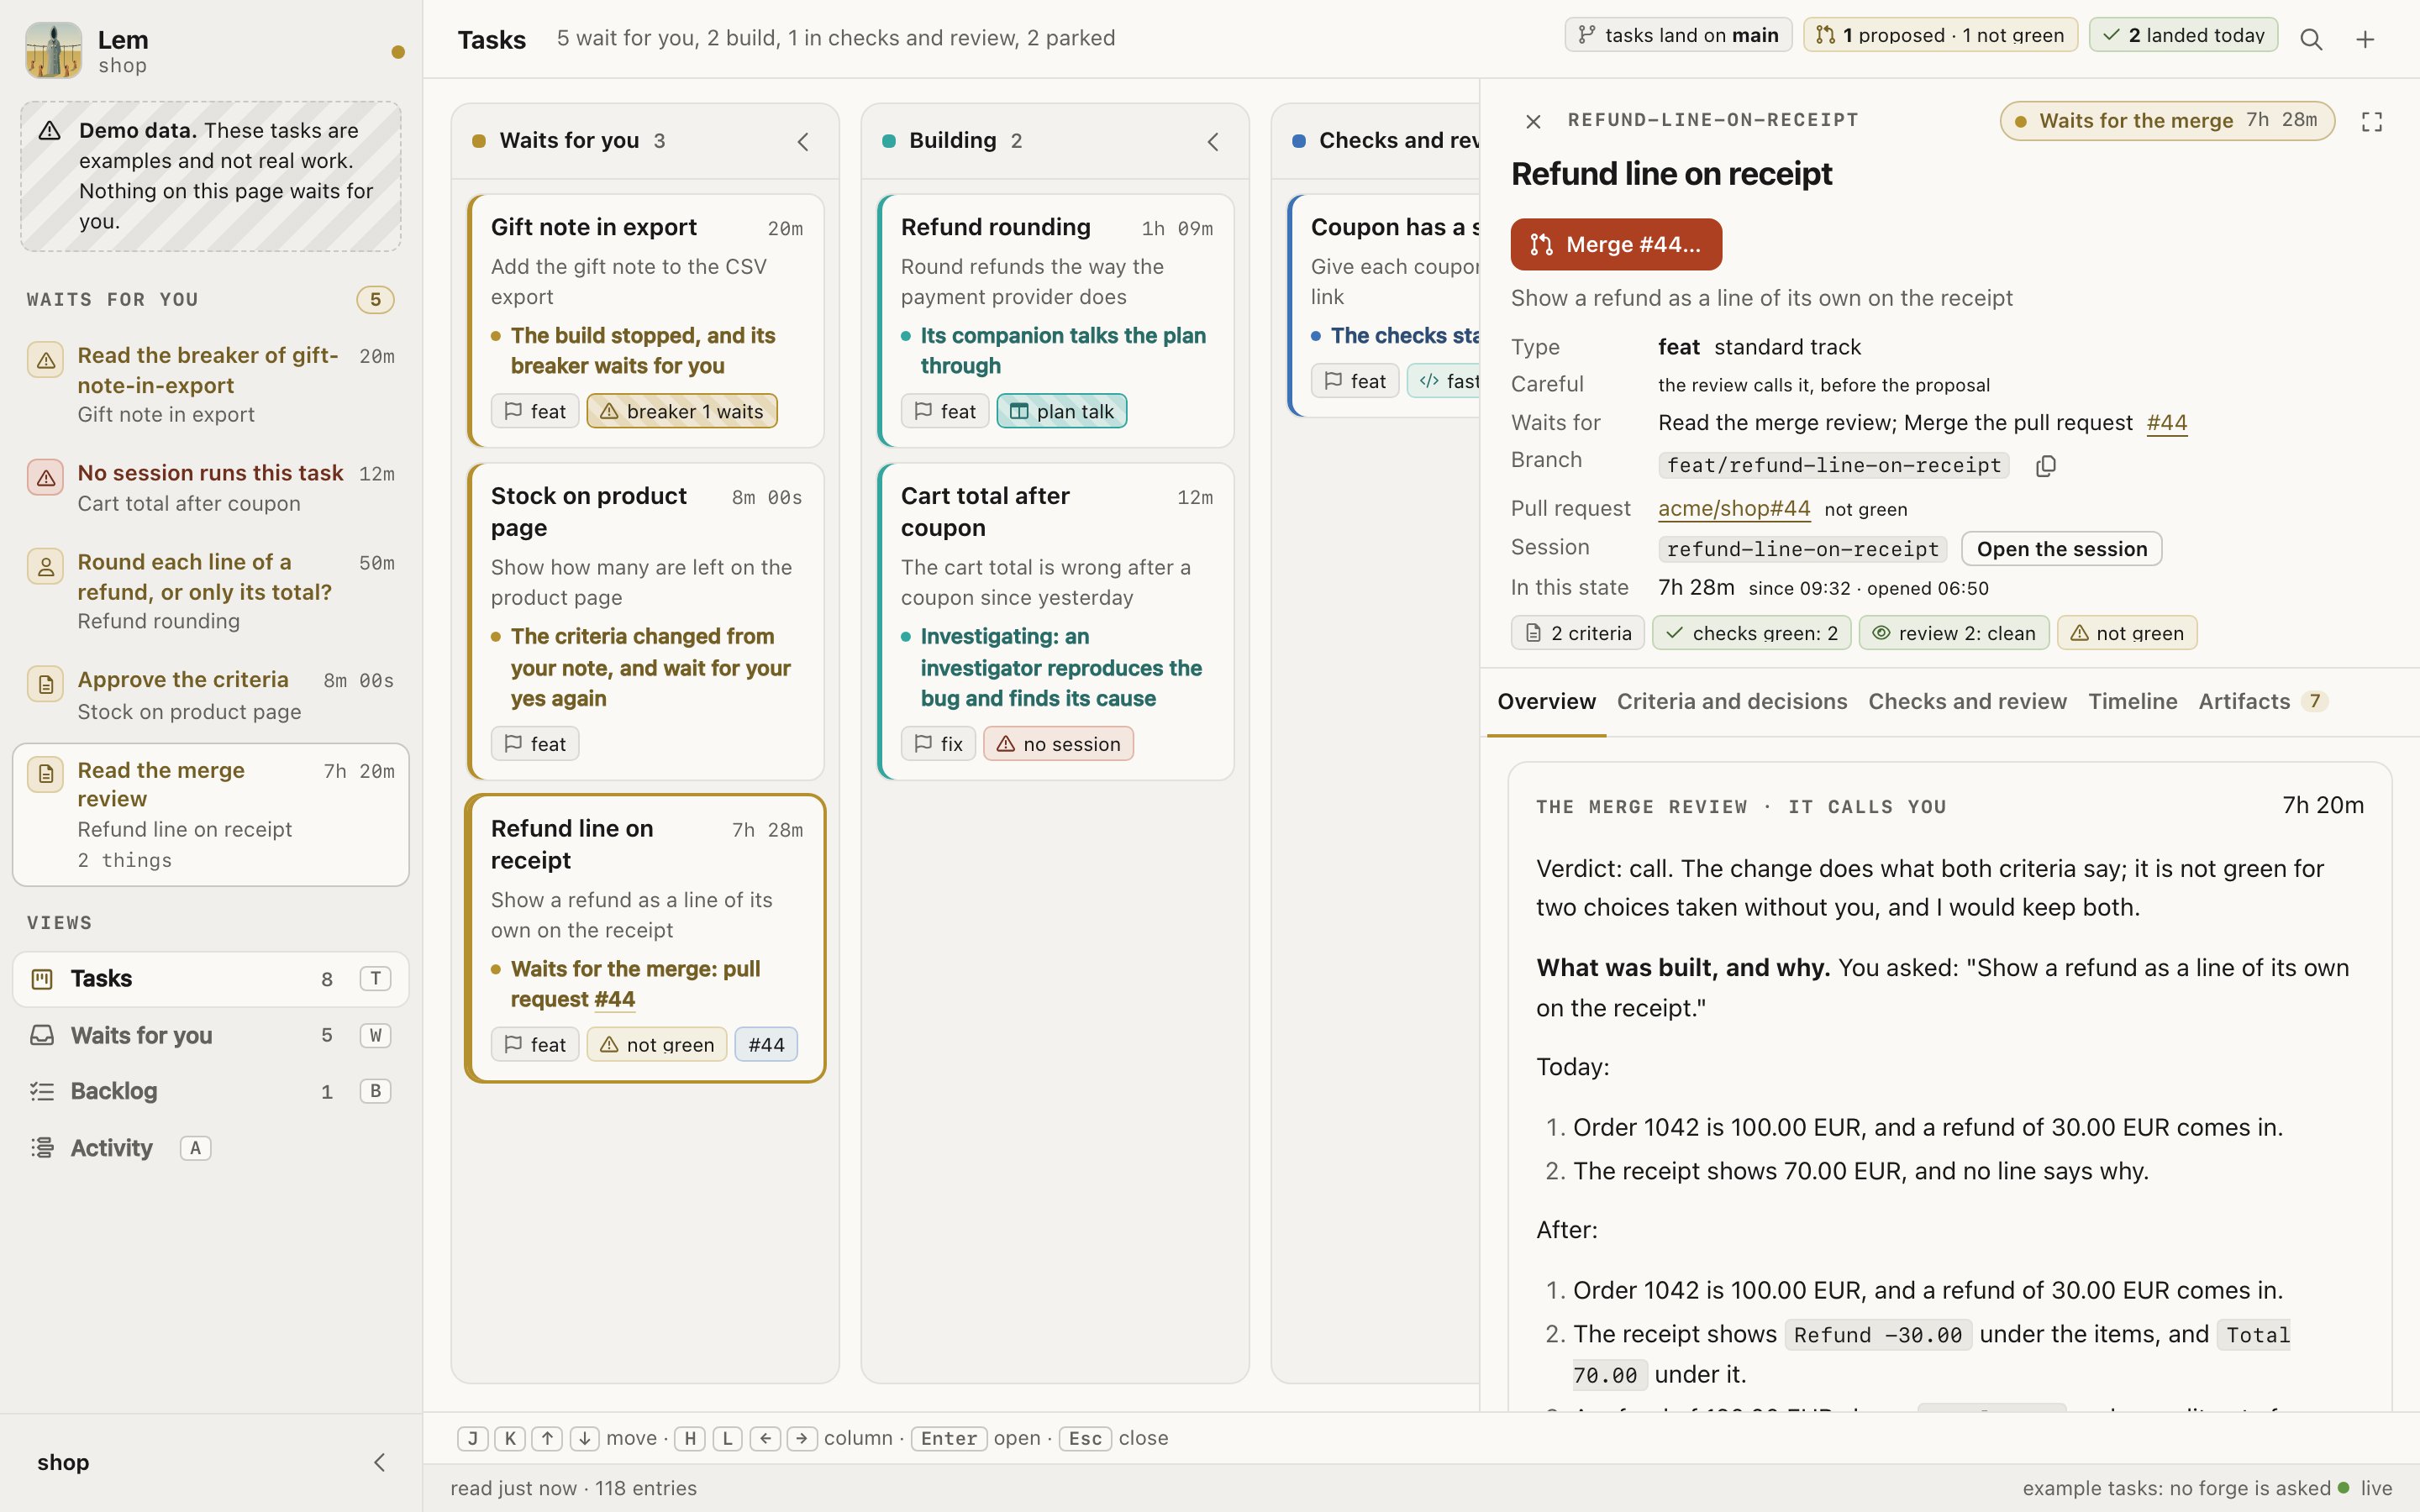 Lem
shop
Demo data. These tasks are
examples and not real work.
Nothing on this page waits for
you.
WAITS FOR YOU 5
Read the breaker of gift- 20m
note-in-export
Gift note in export
No session runs this task 12m
Cart total after coupon
Round each line of a 50m
refund, or only its total?
Refund rounding
Approve the criteria 8m 00s
Stock on product page
Read the merge 7h 20m
review
Refund line on receipt
2 things
VIEWS
Tasks 8 T
Waits for you 5 W
Backlog 1 B
Activity A
shop
Tasks 5 wait for you, 2 build, 1 in checks and review, 2 parked
tasks land on main
1 proposed · 1 not green
2 landed today
Waits for you 3
Gift note in export 20m
Add the gift note to the CSV
export
The build stopped, and its
breaker waits for you
feat breaker 1 waits
Stock on product 8m 00s
page
Show how many are left on the
product page
The criteria changed from
your note, and wait for your
yes again
feat
Refund line on 7h 28m
receipt
Show a refund as a line of its
own on the receipt
Waits for the merge: pull
request #44
feat not green #44
Building 2
Refund rounding 1h 09m
Round refunds the way the
payment provider does
Its companion talks the plan
through
feat plan talk
Cart total after 12m
coupon
The cart total is wrong after a
coupon since yesterday
Investigating: an
investigator reproduces the
bug and finds its cause
fix no session
Checks and rev
Coupon has a s
Give each coupon
link
The checks sta
feat fast
REFUND-LINE-ON-RECEIPT
Waits for the merge 7h 28m
Refund line on receipt
Merge #44...
Show a refund as a line of its own on the receipt
Type feat standard track
Careful the review calls it, before the proposal
Waits for Read the merge review; Merge the pull request #44
Branch feat/refund-line-on-receipt
Pull request acme/shop#44 not green
Session refund-line-on-receipt Open the session
In this state 7h 28m since 09:32 · opened 06:50
2 criteria checks green: 2 review 2: clean not green
Overview Criteria and decisions Checks and review Timeline Artifacts 7
THE MERGE REVIEW · IT CALLS YOU 7h 20m
Verdict: call. The change does what both criteria say; it is not green for
two choices taken without you, and I would keep both.
What was built, and why. You asked: "Show a refund as a line of its own
on the receipt."
Today:
1. Order 1042 is 100.00 EUR, and a refund of 30.00 EUR comes in.
2. The receipt shows 70.00 EUR, and no line says why.
After:
1. Order 1042 is 100.00 EUR, and a refund of 30.00 EUR comes in.
2. The receipt shows Refund −30.00 under the items, and Total
70.00 under it.
J K ↑ ↓ move · H L ← → column · Enter open · Esc close
read just now · 118 entries
example tasks: no forge is asked live